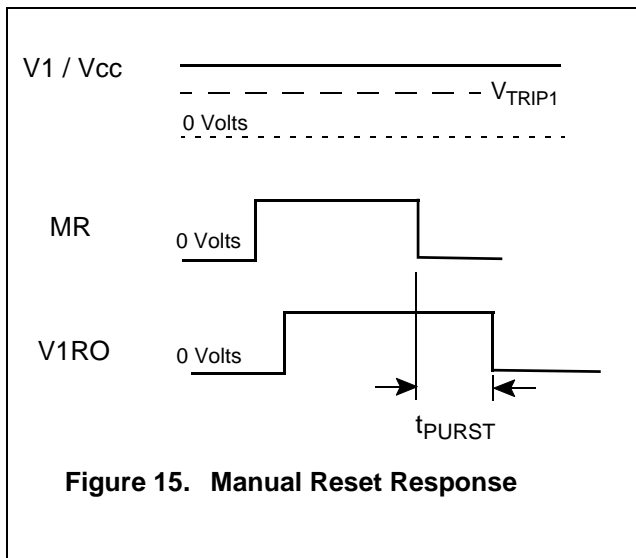 V1 / Vcc
VTRIP1
0 Volts
MR
0 Volts
V1RO
0 Volts
tPURST
Figure 15. Manual Reset Response